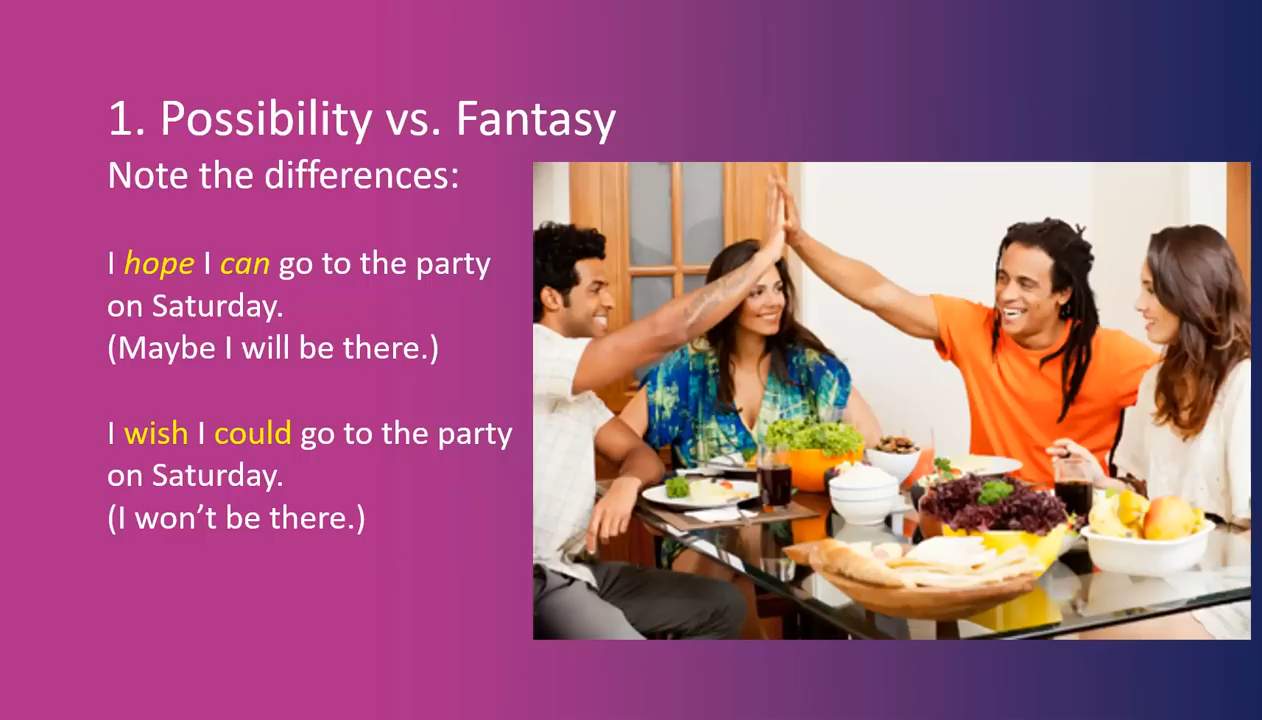 1. Possibility vs. Fantasy
Note the differences:
I hope I can go to the party
on Saturday.
(Maybe I will be there.)
I wish I could go to the party
on Saturday.
(I won’t be there.)